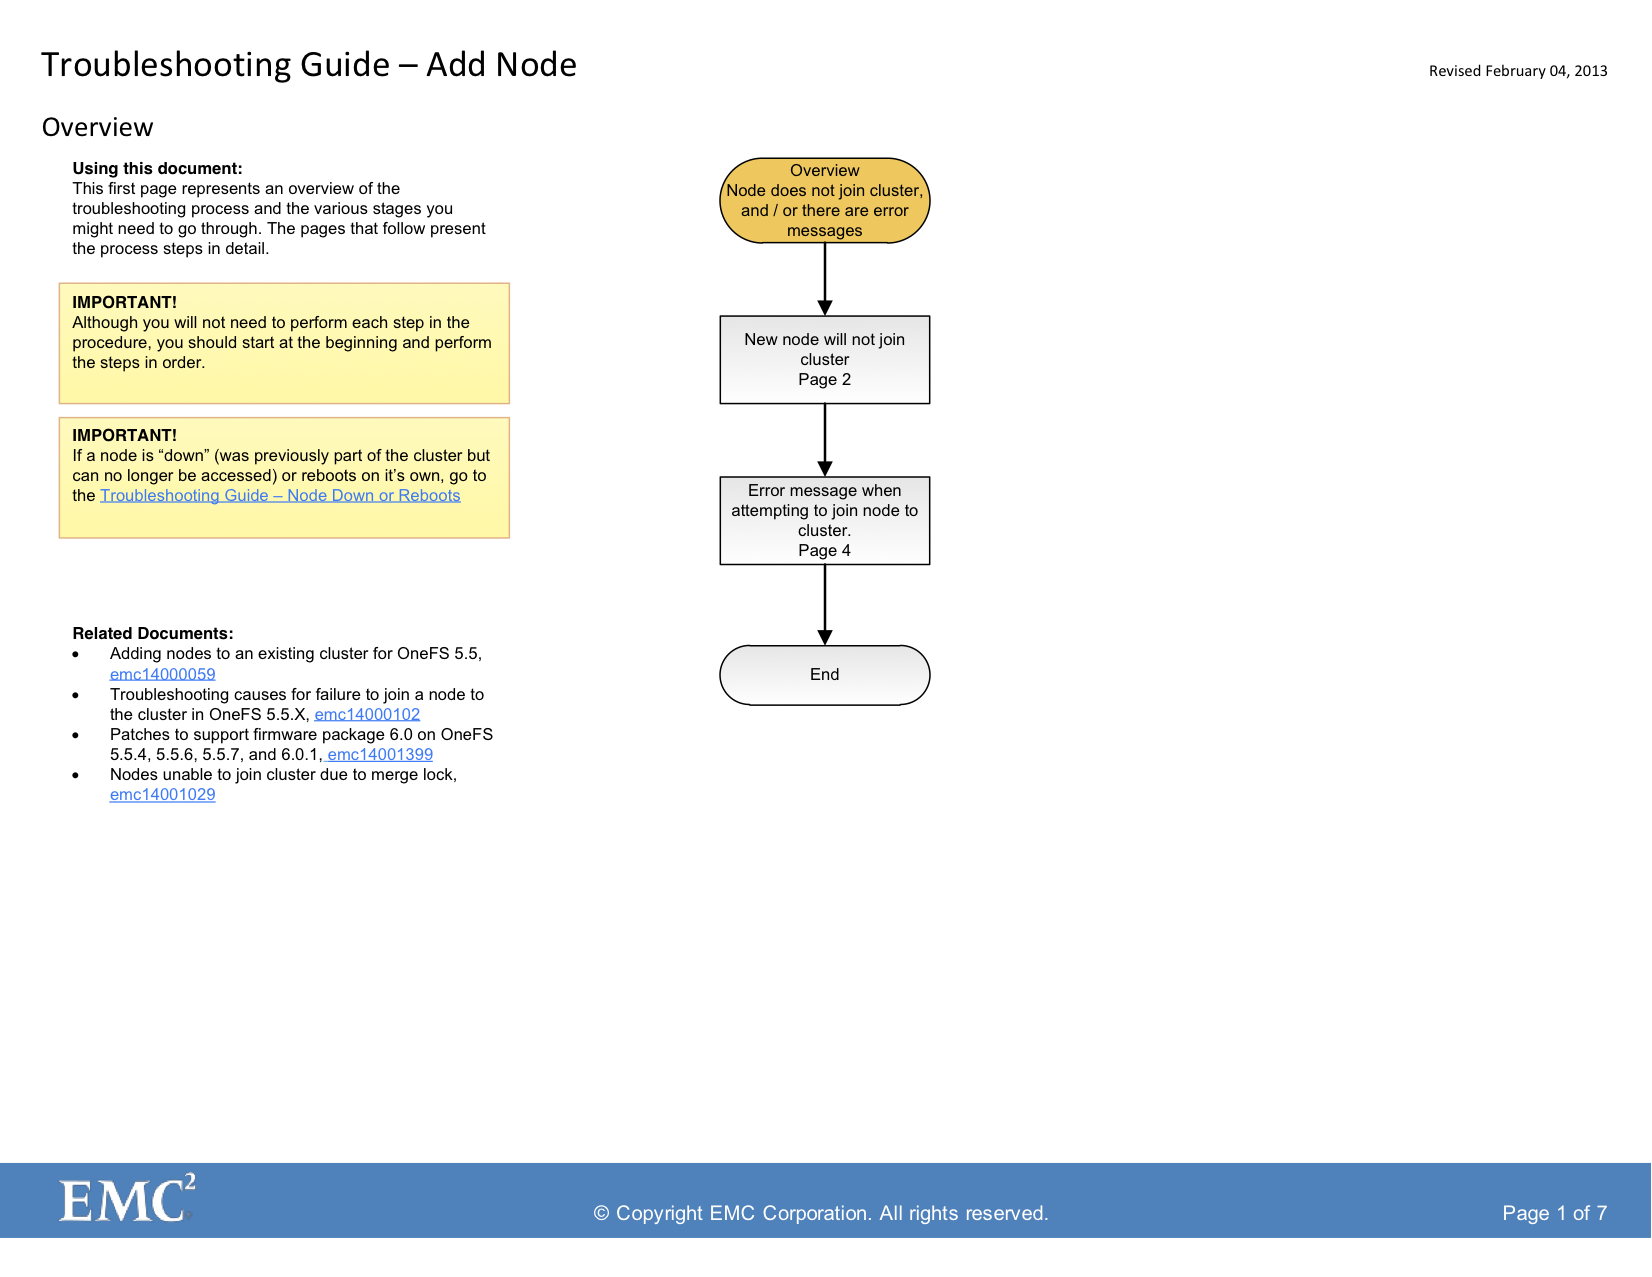 Troubleshooting Guide – Add Node
Revised February 04, 2013
Overview
Using this document:
This first page represents an overview of the
troubleshooting process and the various stages you
might need to go through. The pages that follow present
the process steps in detail.
IMPORTANT!
Although you will not need to perform each step in the
procedure, you should start at the beginning and perform
the steps in order.
IMPORTANT!
If a node is “down” (was previously part of the cluster but
can no longer be accessed) or reboots on it’s own, go to
the Troubleshooting Guide – Node Down or Reboots
Related Documents:
• Adding nodes to an existing cluster for OneFS 5.5,
emc14000059
• Troubleshooting causes for failure to join a node to
the cluster in OneFS 5.5.X, emc14000102
• Patches to support firmware package 6.0 on OneFS
5.5.4, 5.5.6, 5.5.7, and 6.0.1, emc14001399
• Nodes unable to join cluster due to merge lock,
emc14001029
Overview
Node does not join cluster,
and / or there are error
messages
New node will not join
cluster
Page 2
Error message when
attempting to join node to
cluster.
Page 4
End
EMC²
© Copyright EMC Corporation. All rights reserved.
Page 1 of 7